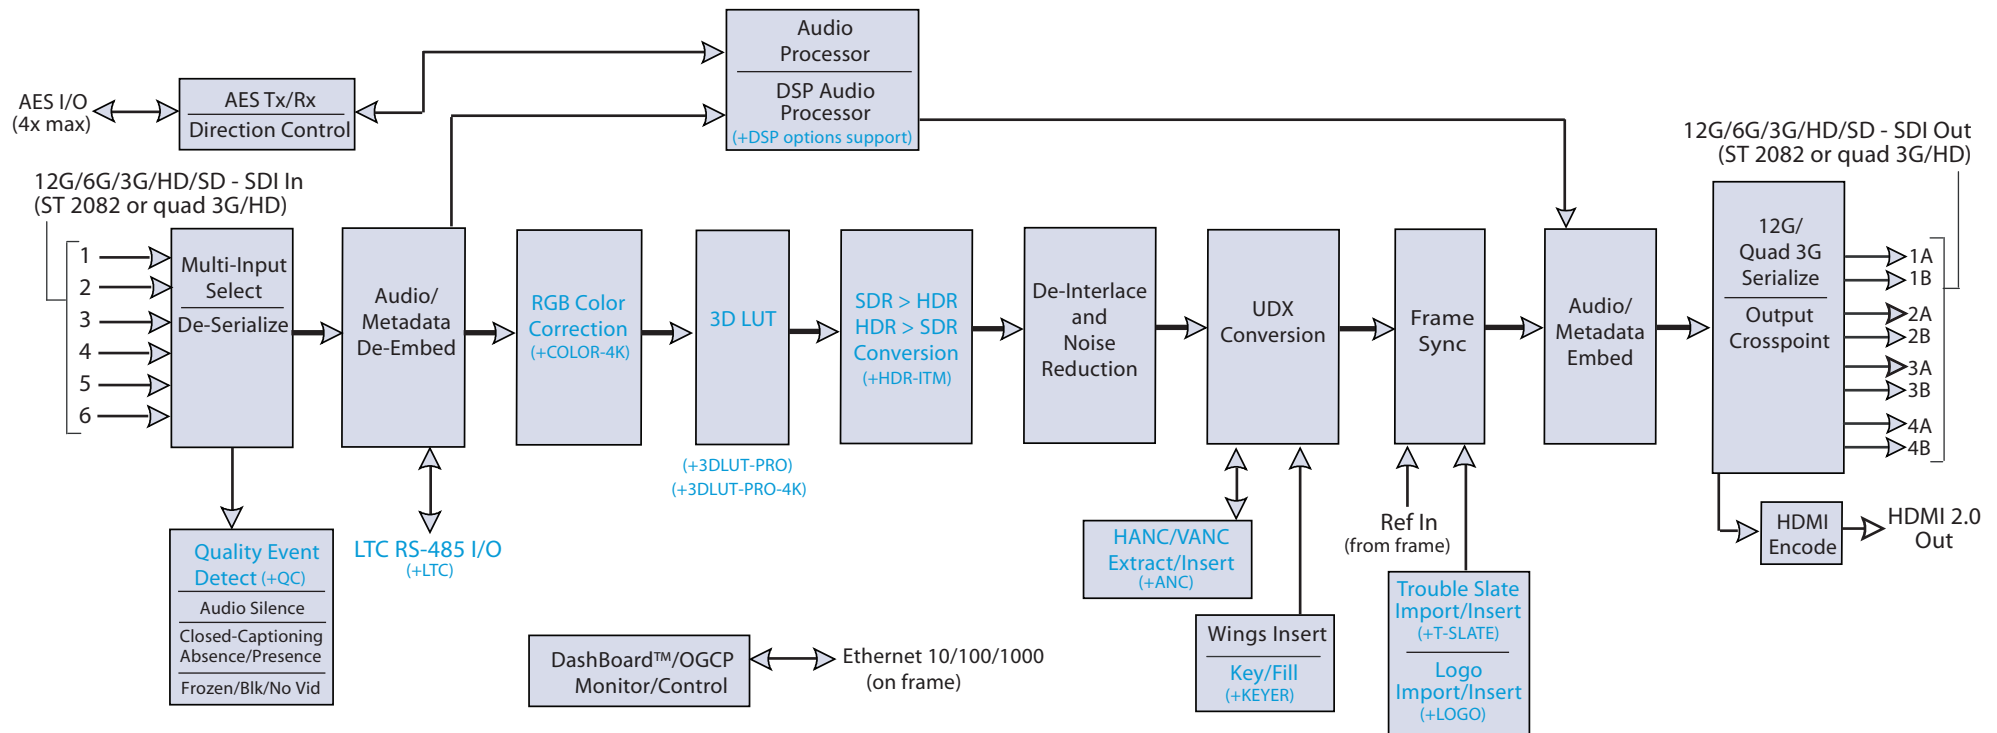 Audio
Processor
DSP Audio
Processor
(+DSP options support)
AES I/O
(4x max)
AES Tx/Rx
Direction Control
12G/6G/3G/HD/SD - SDI In
(ST 2082 or quad 3G/HD)
1
2
3
4
5
6
Multi-Input
Select
De-Serialize
Audio/
Metadata
De-Embed
RGB Color
Correction
(+COLOR-4K)
3D LUT
(+3DLUT-PRO)
(+3DLUT-PRO-4K)
SDR > HDR
HDR > SDR
Conversion
(+HDR-ITM)
De-Interlace
and
Noise
Reduction
UDX
Conversion
Frame
Sync
Audio/
Metadata
Embed
12G/6G/3G/HD/SD - SDI Out
(ST 2082 or quad 3G/HD)
12G/
Quad 3G
Serialize
Output
Crosspoint
1A
1B
2A
2B
3A
3B
4A
4B
Quality Event
Detect (+QC)
Audio Silence
Closed-Captioning
Absence/Presence
Frozen/Blk/No Vid
LTC RS-485 I/O
(+LTC)
DashBoard™/OGCP
Monitor/Control
Ethernet 10/100/1000
(on frame)
HANC/VANC
Extract/Insert
(+ANC)
Wings Insert
Key/Fill
(+KEYER)
Ref In
(from frame)
Trouble Slate
Import/Insert
(+T-SLATE)
Logo
Import/Insert
(+LOGO)
HDMI
Encode
HDMI 2.0
Out